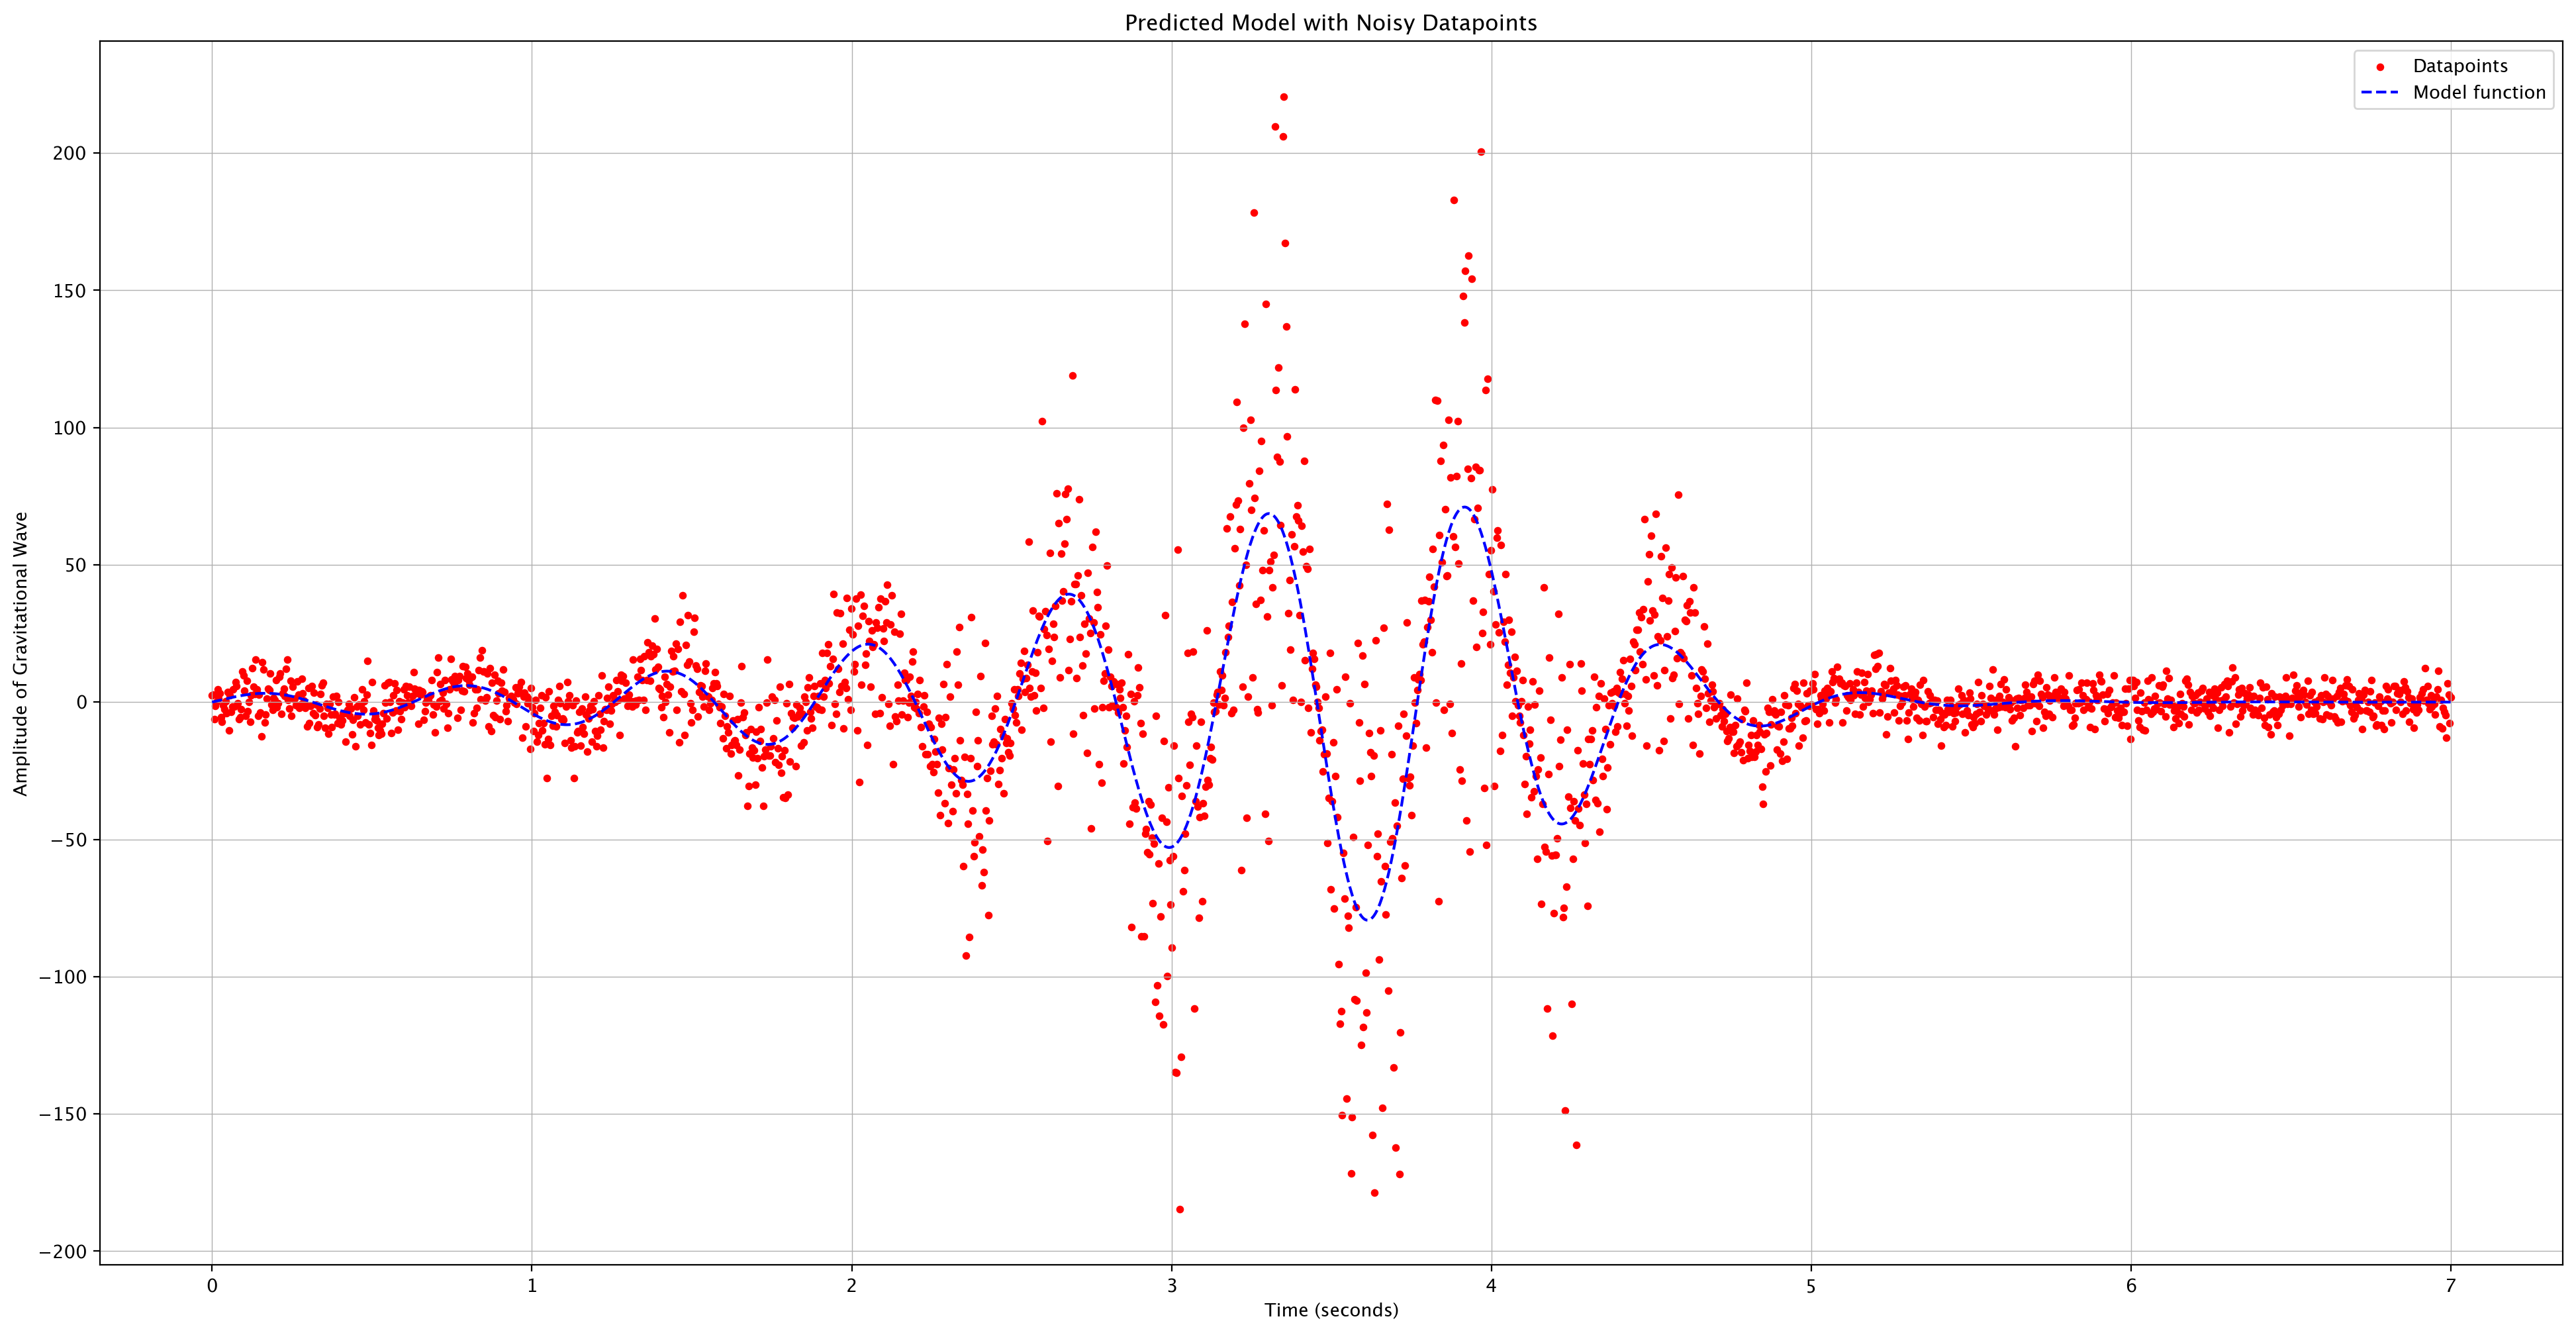 Predicted Model with Noisy Datapoints
Datapoints
Model function
Amplitude of Gravitational Wave
200
150
100
50
0
−50
−100
−150
−200
0 1 2 3 4 5 6 7
Time (seconds)